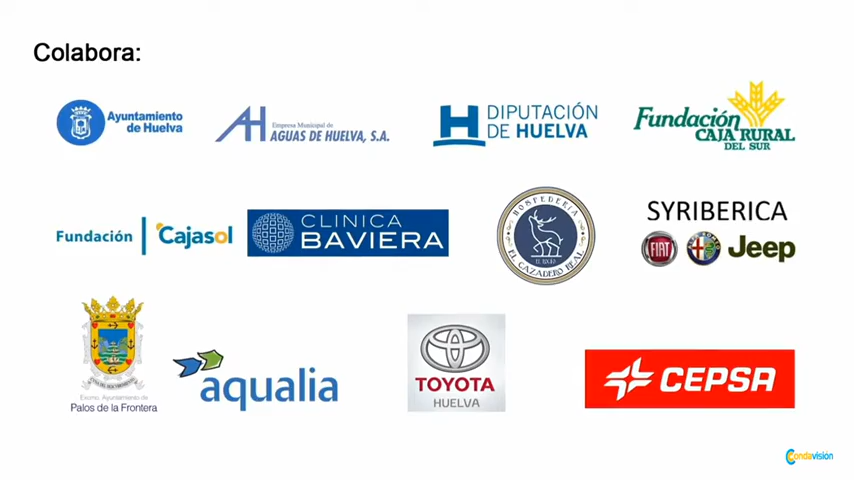 Colabora:
Ayuntamiento
de Huelva
Empresa Municipal de
AGUAS DE HUELVA, S.A.
DIPUTACIÓN
DE HUELVA
Fundación
CAJA RURAL
DEL SUR
Fundación
Cajasol
CLINICA
BAVIERA
HOSPEDERÍA
EL CAZADERO REAL
SYRIBERICA
FIAT
Jeep
Excmo. Ayuntamiento de
Palos de la Frontera
aqualia
TOYOTA
HUELVA
CEPSA
Condavisión